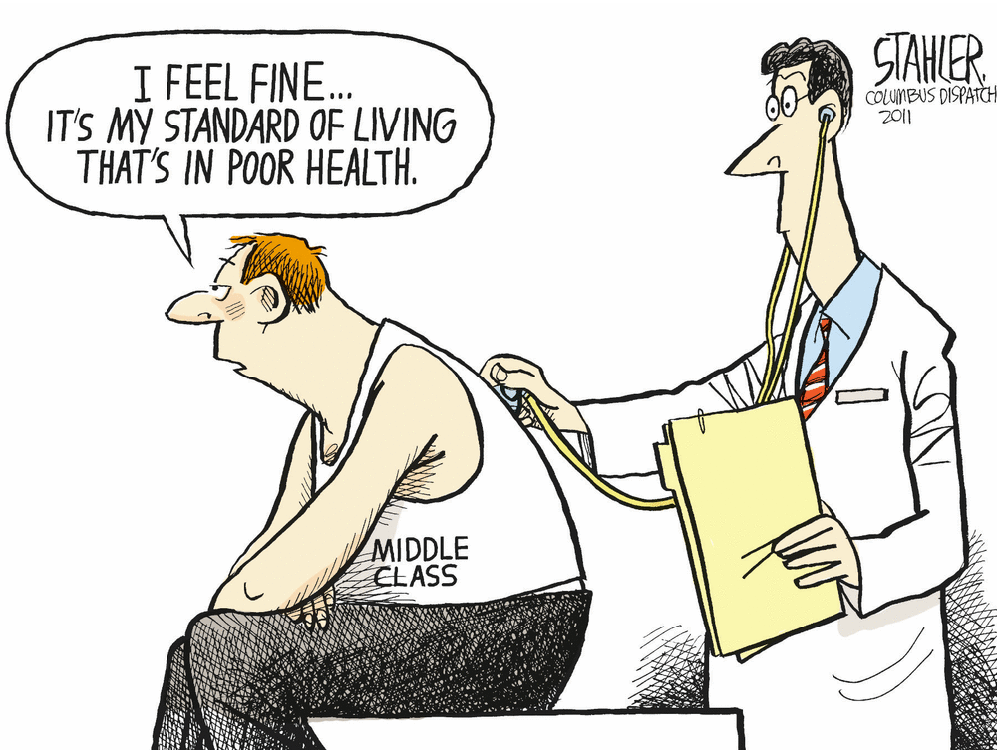 I FEEL FINE...
IT'S MY STANDARD OF LIVING
THAT'S IN POOR HEALTH.
STAHLER.
COLUMBUS DISPATCH
2011
MIDDLE
CLASS